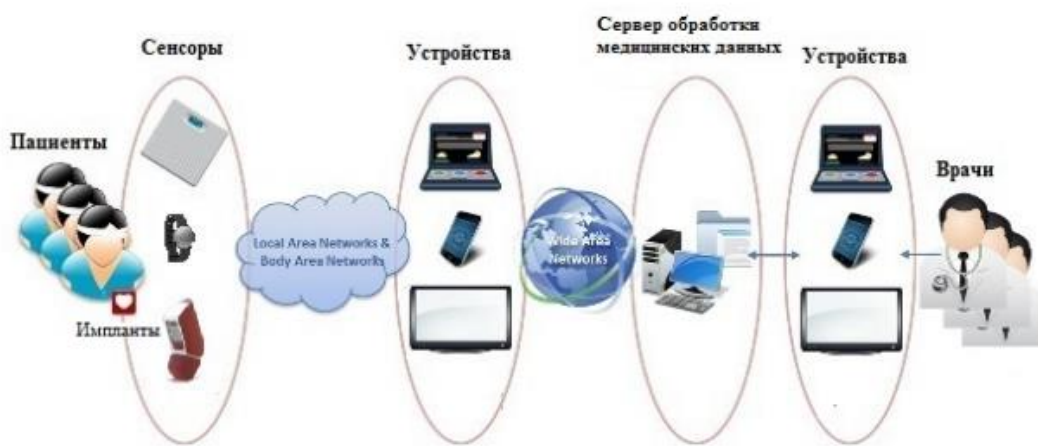 Сенсоры
Устройства
Сервер обработки
медицинских данных
Устройства
Пациенты
Врачи
Local Area Networks &
Body Area Networks
Wide Area
Networks
Импланты